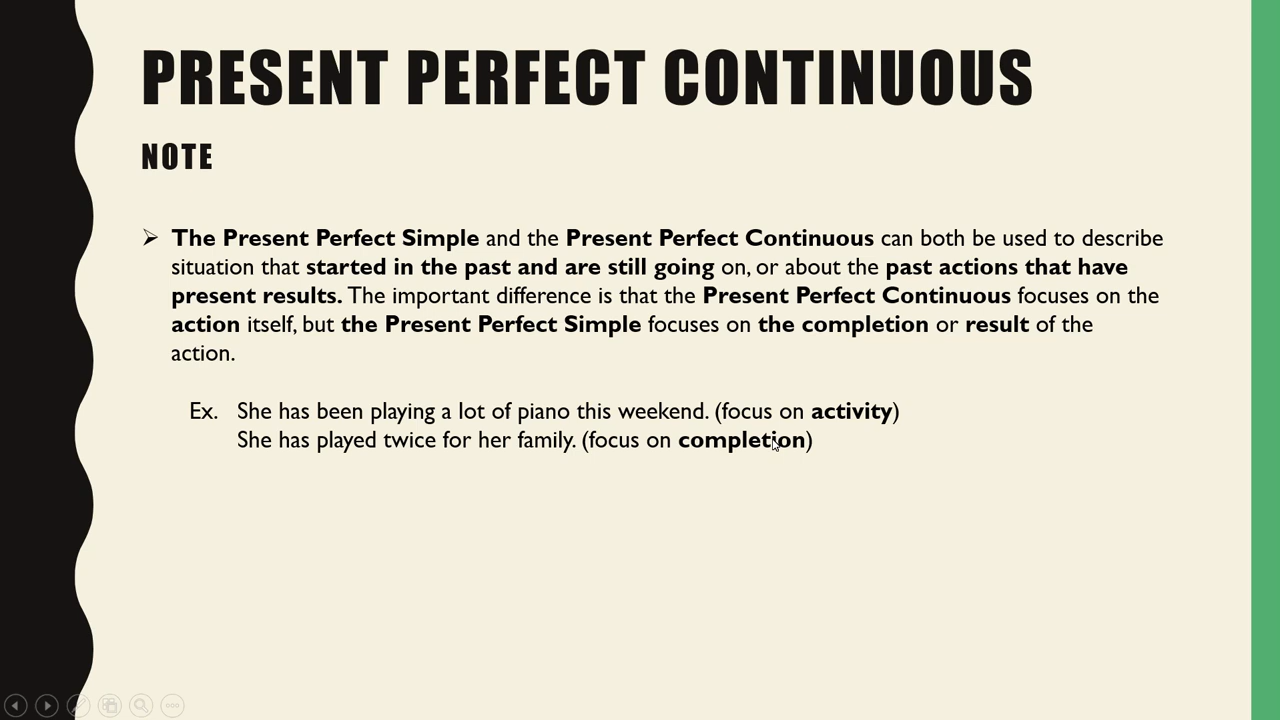 PRESENT PERFECT CONTINUOUS
NOTE
➢ The Present Perfect Simple and the Present Perfect Continuous can both be used to describe
situation that started in the past and are still going on, or about the past actions that have
present results. The important difference is that the Present Perfect Continuous focuses on the
action itself, but the Present Perfect Simple focuses on the completion or result of the
action.
Ex. She has been playing a lot of piano this weekend. (focus on activity)
She has played twice for her family. (focus on completion)